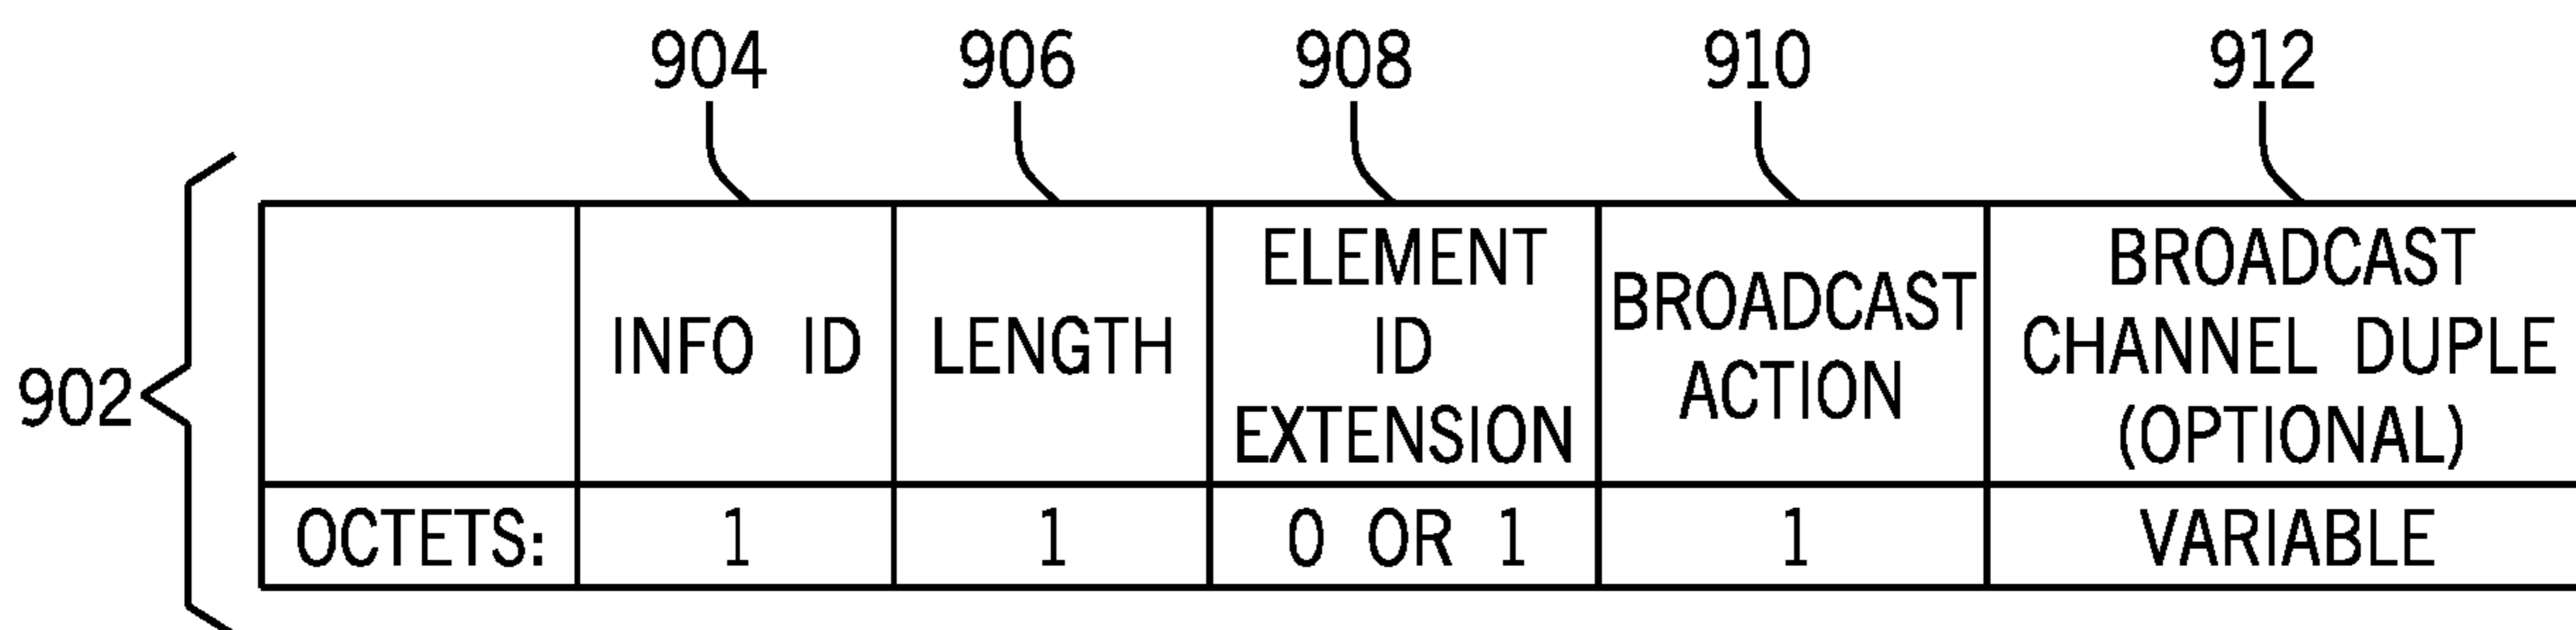 904
906
908
910
912
902
INFO ID
LENGTH
ELEMENT
ID
EXTENSION
BROADCAST
ACTION
BROADCAST
CHANNEL DUPLE
(OPTIONAL)
OCTETS:
1
1
0 OR 1
1
VARIABLE